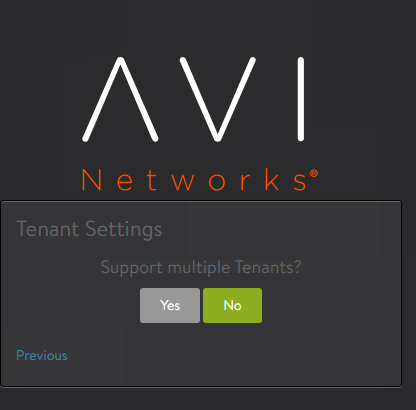 AVI
Networks®
Tenant Settings
Support multiple Tenants?
Yes No
Previous